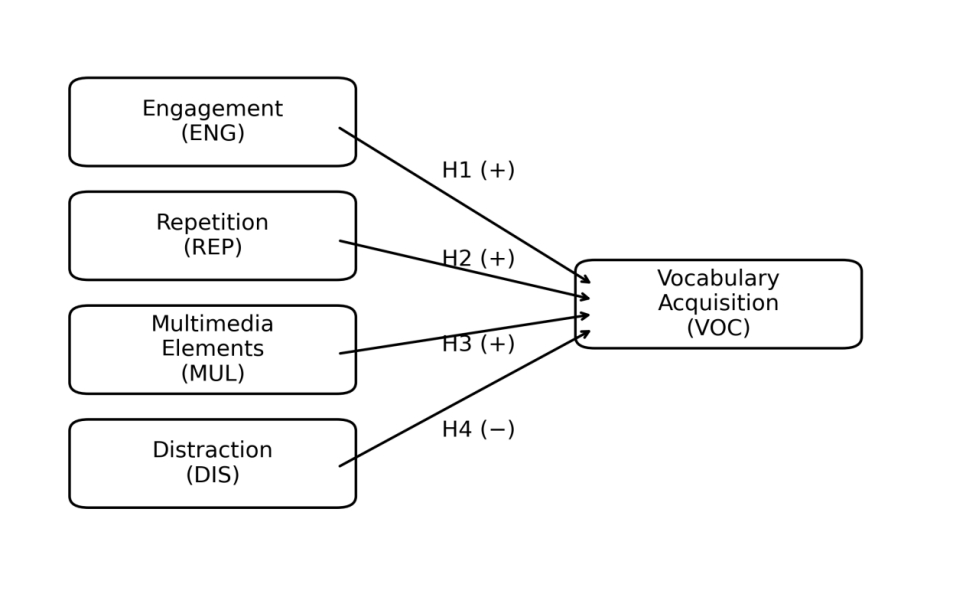 Engagement
(ENG)
H1 (+)
Repetition
(REP)
H2 (+)
Vocabulary
Acquisition
(VOC)
Multimedia
Elements
(MUL)
H3 (+)
H4 (−)
Distraction
(DIS)